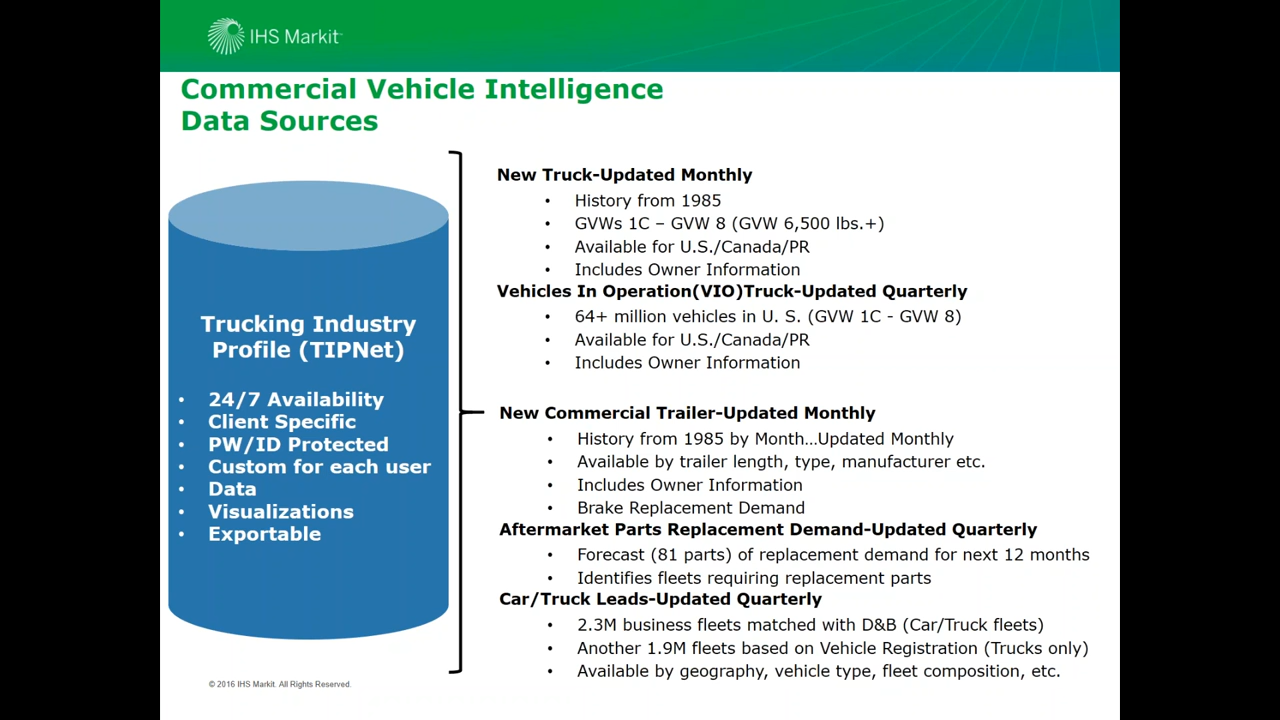 IHS Markit™
Commercial Vehicle Intelligence
Data Sources
Trucking Industry
Profile (TIPNet)
• 24/7 Availability
• Client Specific
• PW/ID Protected
• Custom for each user
• Data
• Visualizations
• Exportable
New Truck-Updated Monthly
• History from 1985
• GVWs 1C – GVW 8 (GVW 6,500 lbs.+)
• Available for U.S./Canada/PR
• Includes Owner Information
Vehicles In Operation(VIO)Truck-Updated Quarterly
• 64+ million vehicles in U. S. (GVW 1C - GVW 8)
• Available for U.S./Canada/PR
• Includes Owner Information
New Commercial Trailer-Updated Monthly
• History from 1985 by Month…Updated Monthly
• Available by trailer length, type, manufacturer etc.
• Includes Owner Information
• Brake Replacement Demand
Aftermarket Parts Replacement Demand-Updated Quarterly
• Forecast (81 parts) of replacement demand for next 12 months
• Identifies fleets requiring replacement parts
Car/Truck Leads-Updated Quarterly
• 2.3M business fleets matched with D&B (Car/Truck fleets)
• Another 1.9M fleets based on Vehicle Registration (Trucks only)
• Available by geography, vehicle type, fleet composition, etc.
© 2016 IHS Markit. All Rights Reserved.